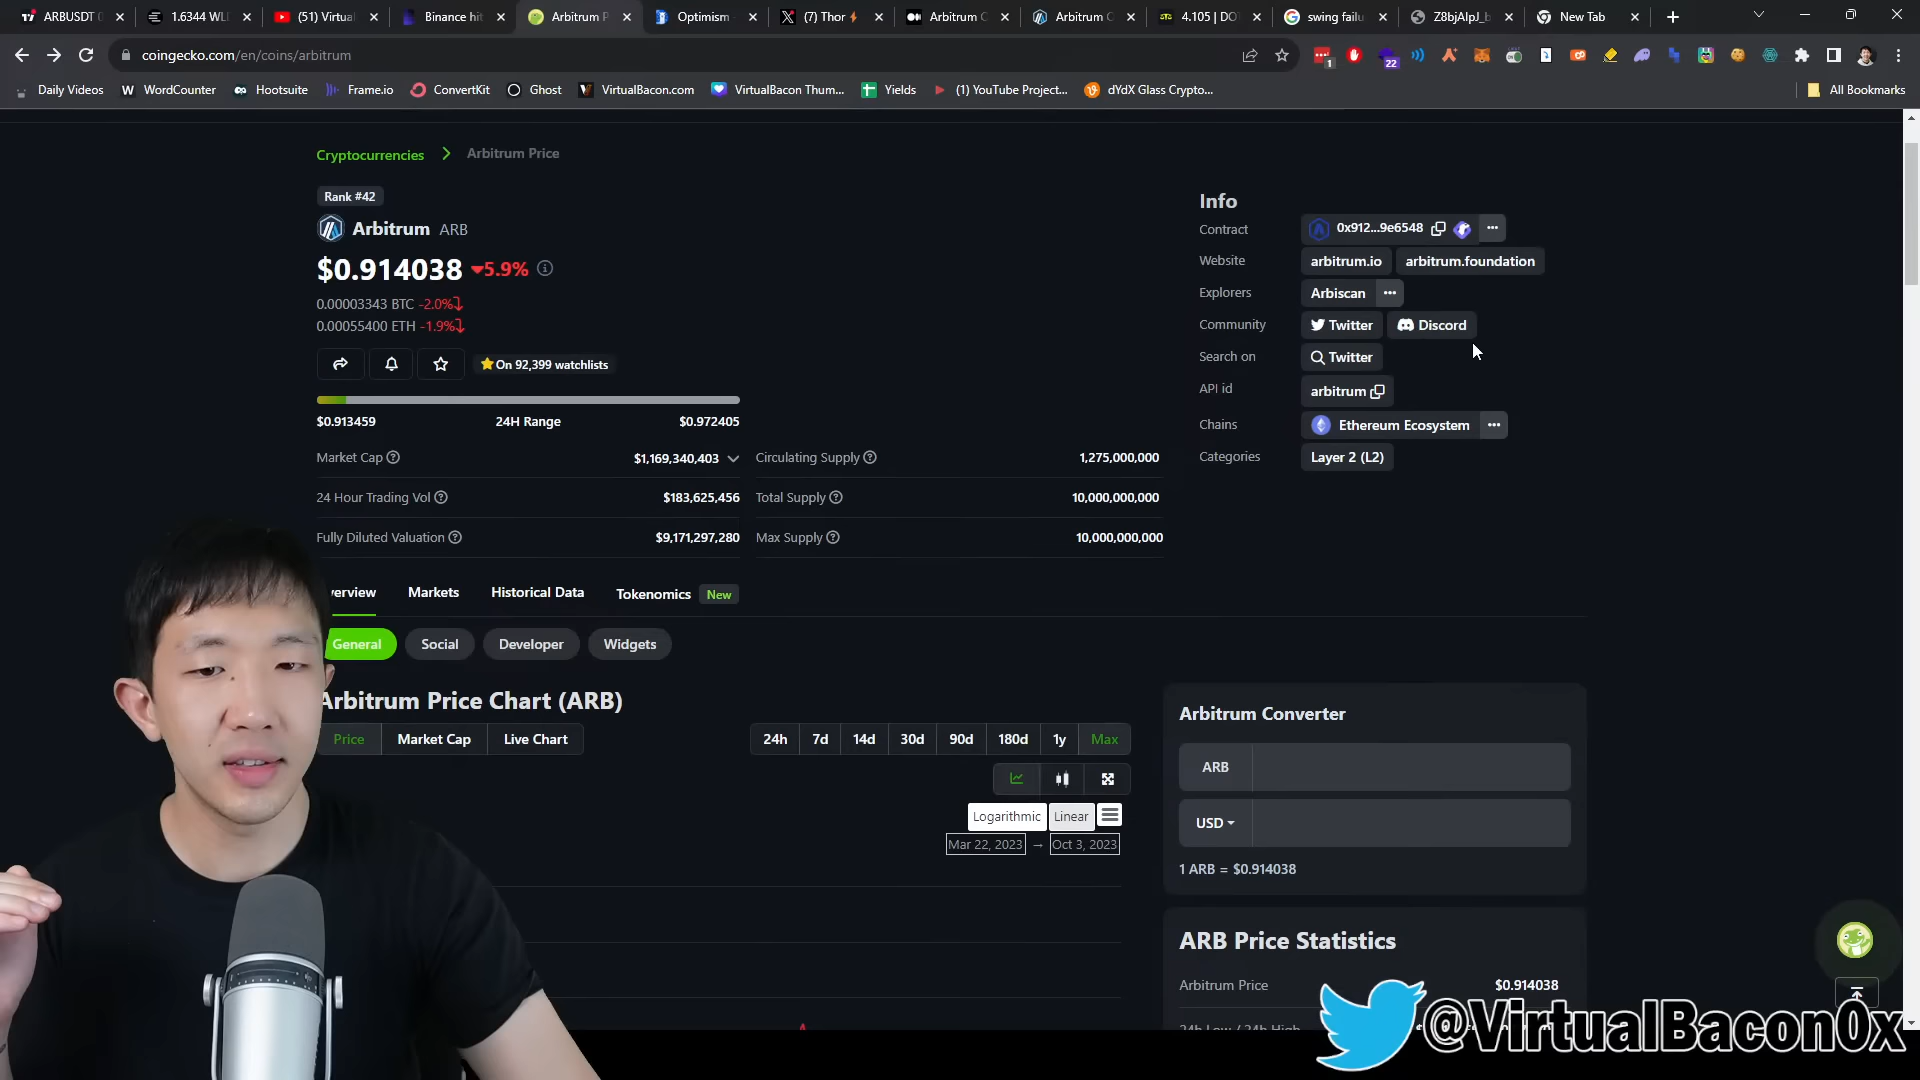 ARBUSDT
1.6344 WL
(51) Virtual
Binance hit
Arbitrum P
Optimism -
(7) Thor
Arbitrum C
Arbitrum C
4.105 | DO
swing failu
Z8bjAlpJ_b
New Tab
coingecko.com/en/coins/arbitrum
1
22
Daily Videos
WordCounter
Hootsuite
Frame.io
ConvertKit
Ghost
VirtualBacon.com
VirtualBacon Thum...
Yields
(1) YouTube Project...
dYdX Glass Crypto...
All Bookmarks
Cryptocurrencies
Arbitrum Price
Rank #42
Arbitrum ARB
$0.914038 5.9%
0.00003343 BTC -2.0%
0.00055400 ETH -1.9%
On 92,399 watchlists
$0.913459 24H Range $0.972405
Market Cap $1,169,340,403
24 Hour Trading Vol $183,625,456
Fully Diluted Valuation $9,171,297,280
Circulating Supply 1,275,000,000
Total Supply 10,000,000,000
Max Supply 10,000,000,000
Info
Contract 0x912...9e6548
Website arbitrum.io arbitrum.foundation
Explorers Arbiscan
Community Twitter Discord
Search on Twitter
API id arbitrum
Chains Ethereum Ecosystem
Categories Layer 2 (L2)
verview Markets Historical Data Tokenomics New
General Social Developer Widgets
Arbitrum Price Chart (ARB)
Price Market Cap Live Chart
24h 7d 14d 30d 90d 180d 1y Max
Logarithmic Linear
Mar 22, 2023 → Oct 3, 2023
Arbitrum Converter
ARB
USD
1 ARB = $0.914038
ARB Price Statistics
Arbitrum Price $0.914038
24h Low / 24h High
@VirtualBacon0x